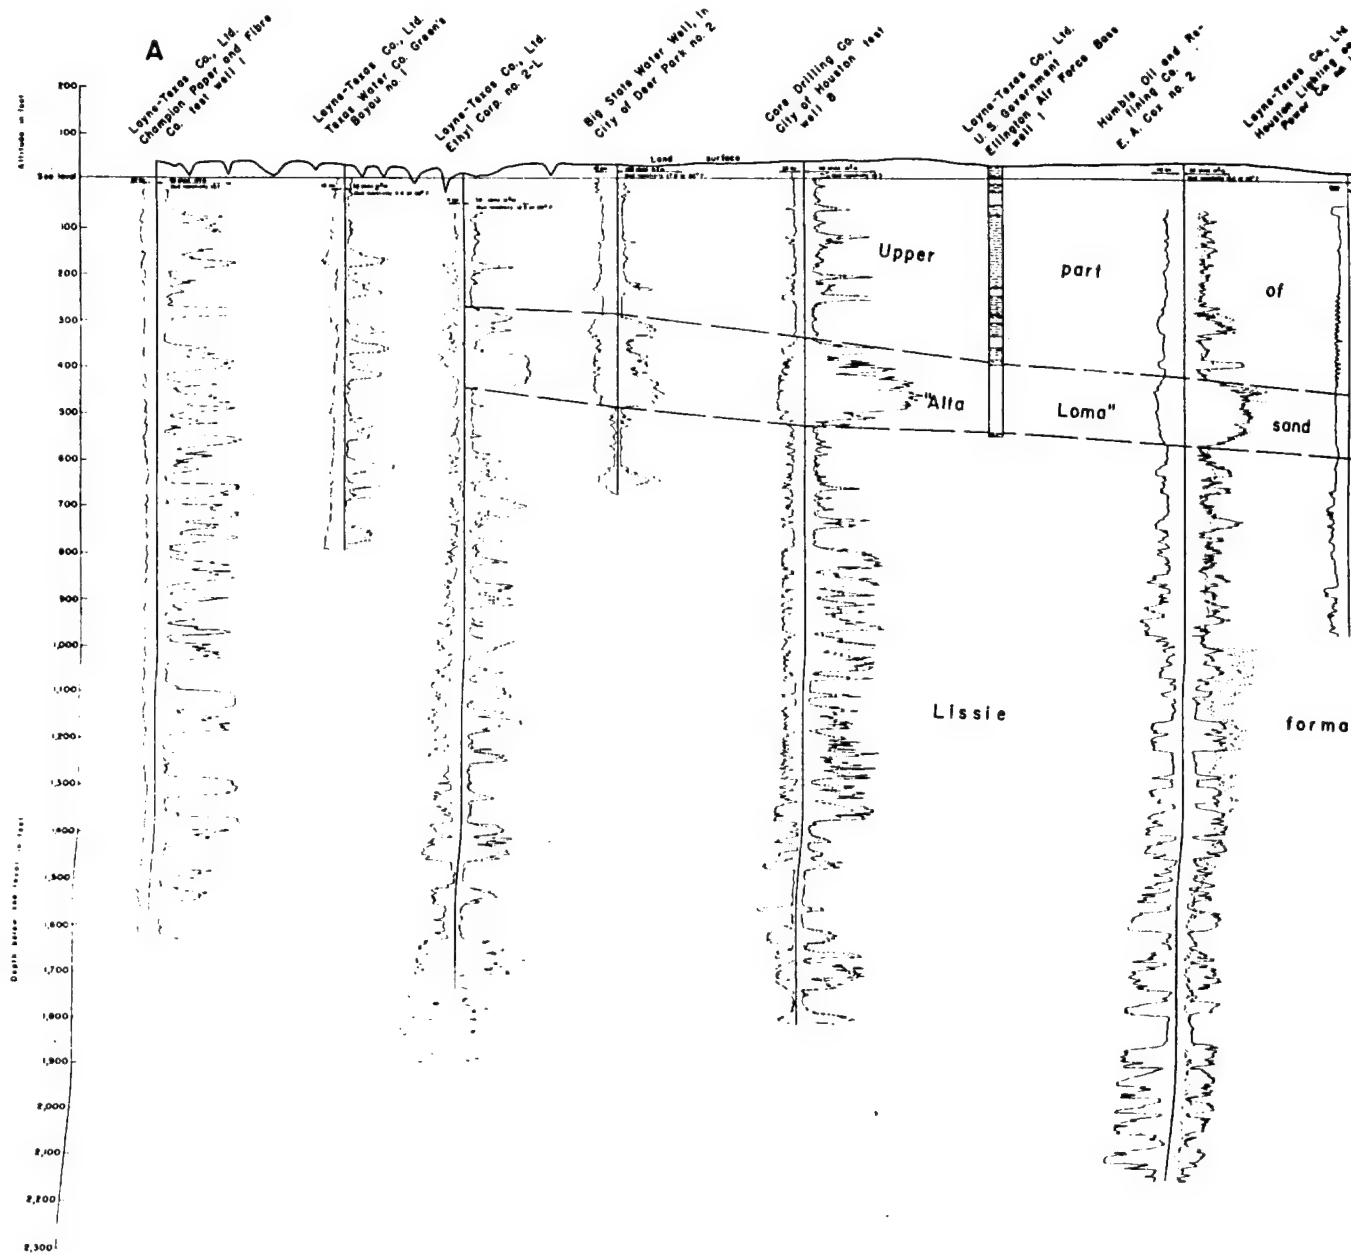 A
Layne-Texas Co., Ltd.
Champion Paper and Fibre
Co. test well 1
Layne-Texas Co., Ltd.
Texas Water Co. Green's
Bayou no. 1
Layne-Texas Co., Ltd.
Ethyl Corp. no. 2-L
Big State Water Well, In
City of Deer Park no. 2
Core Drilling Co.
City of Houston test
well 8
Layne-Texas Co., Ltd.
U. S. Government
Ellington Air Force Base
well 1
Humble Oil and Re-
fining Co.
E. A. Cox no. 2
Layne-Texas Co., Ltd
Houston Lighting an
Power Co.
Altitude in feet
200
100
Sea level
Land surface
100
200
300
400
500
600
700
800
900
1,000
1,100
1,200
1,300
1,400
1,500
1,600
1,700
1,800
1,900
2,000
2,100
2,200
2,300
Depth below sea level in feet
Upper part of
"Alta Loma" sand
Lissie forma